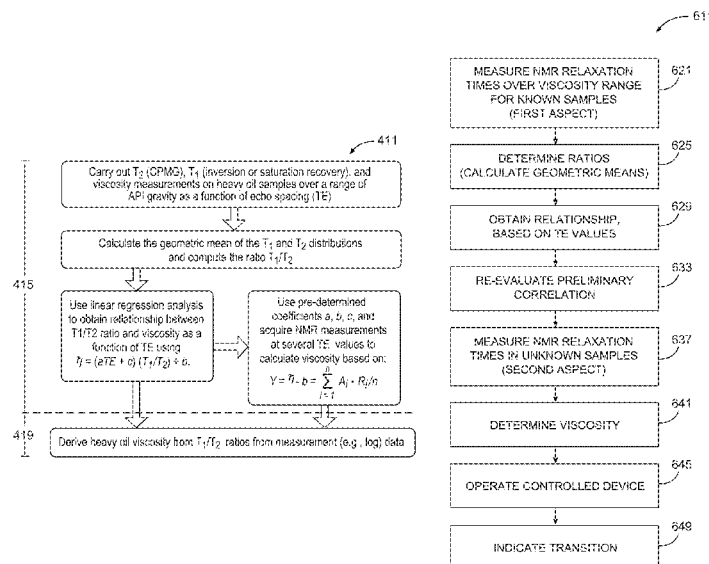 411
Carry out T2 (CPMG), T1 (inversion or saturation recovery), and
viscosity measurements on heavy oil samples over a range of
API gravity as a function of echo spacing (TE)
Calculate the geometric mean of the T1 and T2 distributions
and compute the ratio T1/T2
415
Use linear regression analysis
to obtain relationship between
T1/T2 ratio and viscosity as a
function of TE using
η = (aTE + c) (T1/T2) + b.
Use pre-determined
coefficients a, b, c, and
acquire NMR measurements
at several TE values to
calculate viscosity based on:
Y = η - b = Σ Ai • Ri/n
n
i = 1
419
Derive heavy oil viscosity from T1/T2 ratios from measurement (e.g., log) data
611
MEASURE NMR RELAXATION
TIMES OVER VISCOSITY RANGE
FOR KNOWN SAMPLES
(FIRST ASPECT)
621
DETERMINE RATIOS
(CALCULATE GEOMETRIC MEANS)
625
OBTAIN RELATIONSHIP,
BASED ON TE VALUES
629
RE-EVALUATE PRELIMINARY
CORRELATION
633
MEASURE NMR RELAXATION
TIMES IN UNKNOWN SAMPLES
(SECOND ASPECT)
637
DETERMINE VISCOSITY
641
OPERATE CONTROLLED DEVICE
645
INDICATE TRANSITION
649